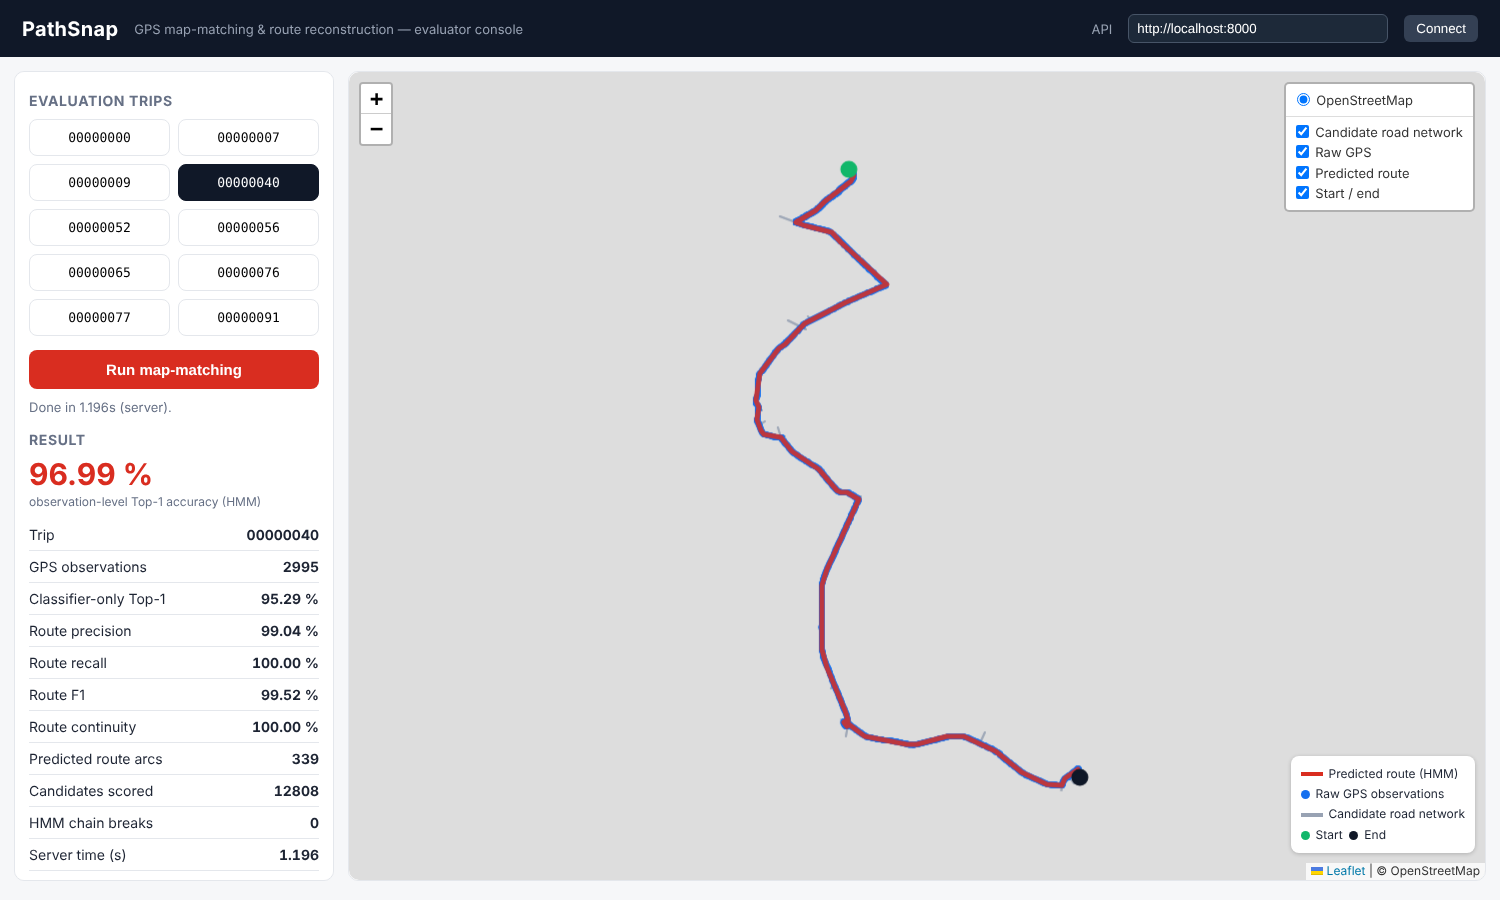 PathSnap GPS map-matching & route reconstruction — evaluator console API http://localhost:8000 Connect
EVALUATION TRIPS
00000000 00000007
00000009 00000040
00000052 00000056
00000065 00000076
00000077 00000091
Run map-matching
Done in 1.196s (server).
RESULT
96.99 %
observation-level Top-1 accuracy (HMM)
Trip 00000040
GPS observations 2995
Classifier-only Top-1 95.29 %
Route precision 99.04 %
Route recall 100.00 %
Route F1 99.52 %
Route continuity 100.00 %
Predicted route arcs 339
Candidates scored 12808
HMM chain breaks 0
Server time (s) 1.196
+
−
OpenStreetMap
Candidate road network
Raw GPS
Predicted route
Start / end
Predicted route (HMM)
Raw GPS observations
Candidate road network
Start End
Leaflet | © OpenStreetMap